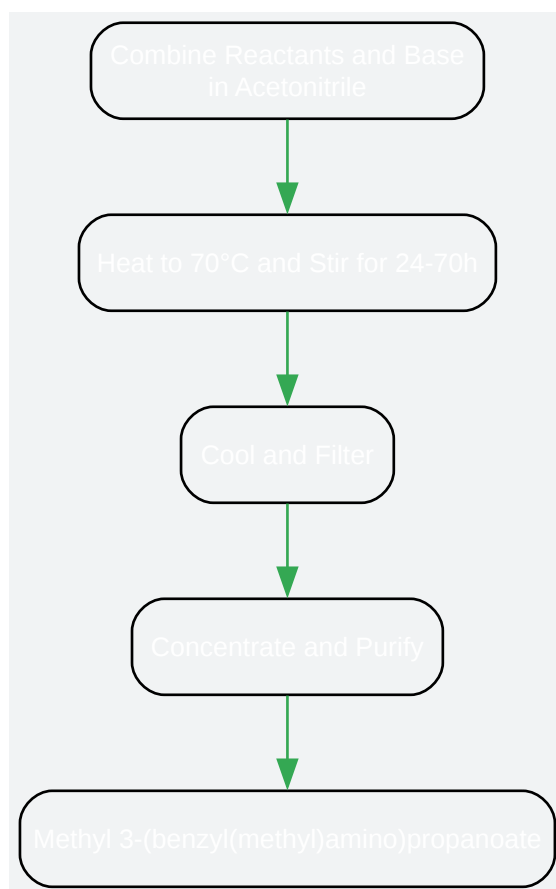 Combine Reactants and Base
in Acetonitrile
Heat to 70°C and Stir for 24-70h
Cool and Filter
Concentrate and Purify
Methyl 3-(benzyl(methyl)amino)propanoate